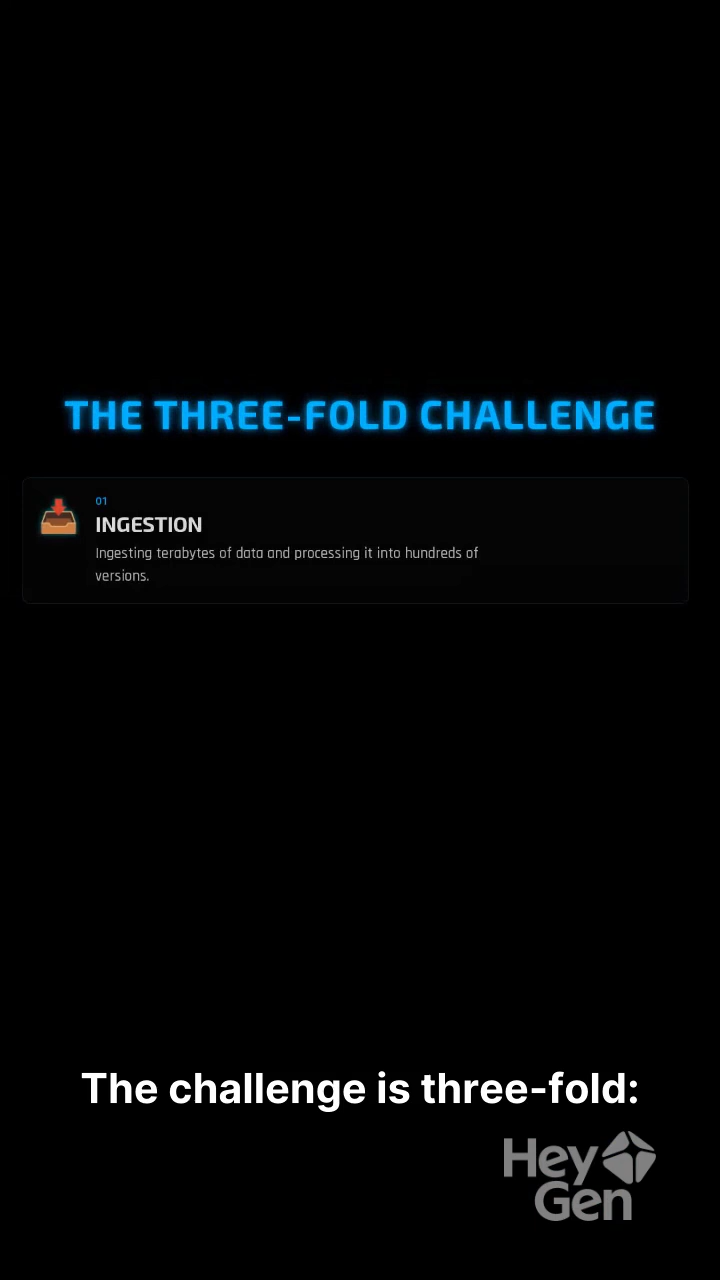 THE THREE-FOLD CHALLENGE
01
INGESTION
Ingesting terabytes of data and processing it into hundreds of
versions.
The challenge is three-fold:
Hey
Gen